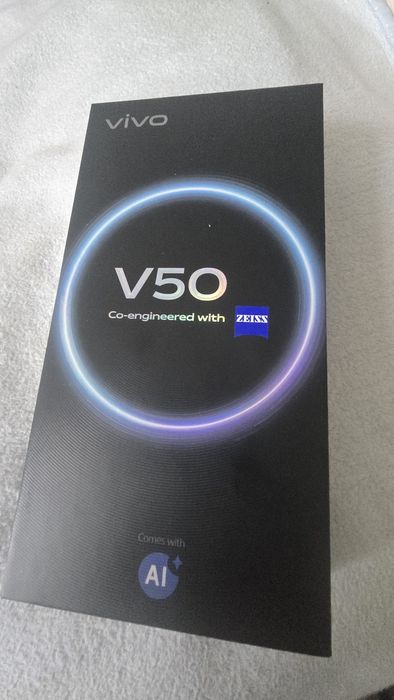 vivo
V50
Co-engineered with ZEISS
Comes with
AI